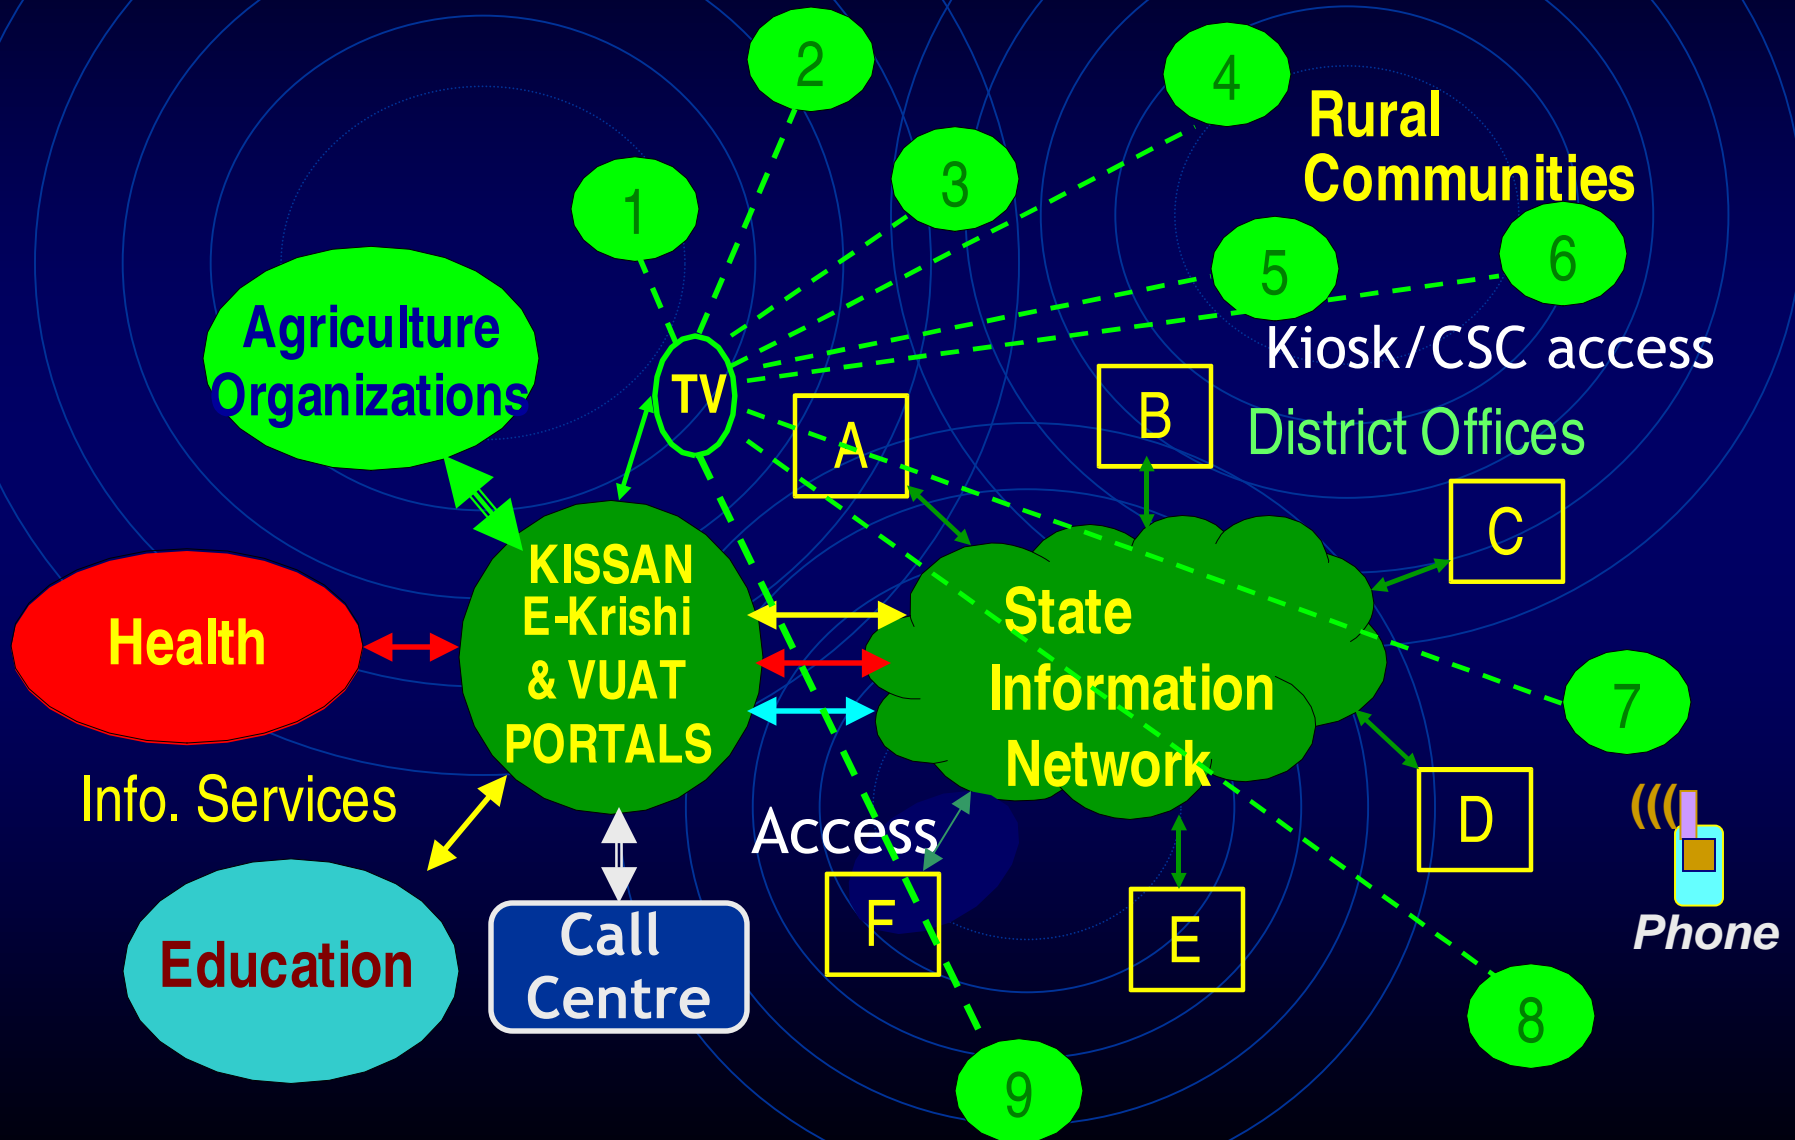 2
4
Rural
Communities
1
3
5
6
Agriculture
Organizations
TV
Kiosk/CSC access
A
B
District Offices
C
KISSAN
E-Krishi
& VUAT
PORTALS
State
Information
Network
Health
7
Info. Services
Access
D
Phone
F
E
Call
Centre
Education
8
9